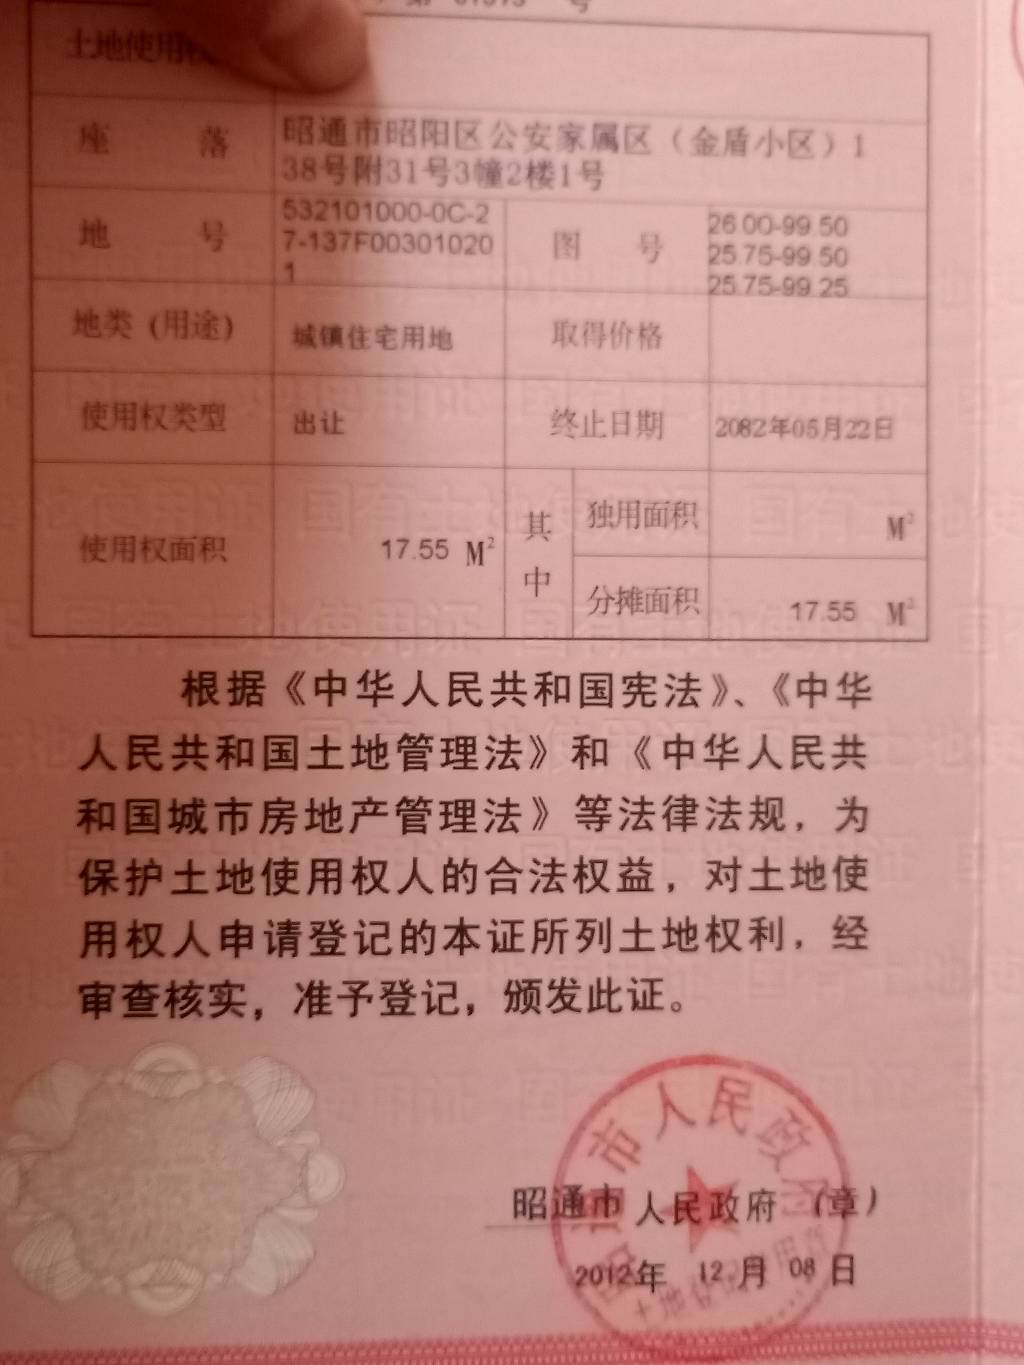 土地使用权
座落 昭通市昭阳区公安家属区（金盾小区）1
38号附31号3幢2楼1号
地号 532101000-0C-2
7-137F00301020
1
图号 26.00-99.50
25.75-99.50
25.75-99.25
地类（用途） 城镇住宅用地 取得价格
使用权类型 出让 终止日期 2082年05月22日
使用权面积 17.55 M²
其中 独用面积 M²
分摊面积 17.55 M²
根据《中华人民共和国宪法》、《中华
人民共和国土地管理法》和《中华人民共
和国城市房地产管理法》等法律法规，为
保护土地使用权人的合法权益，对土地使
用权人申请登记的本证所列土地权利，经
审查核实，准予登记，颁发此证。
昭通市人民政府（章）
2012年 12月 08日